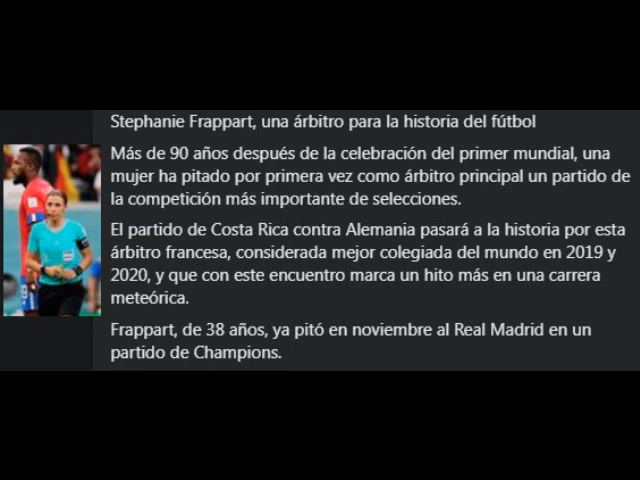 Stephanie Frappart, una árbitro para la historia del fútbol
Más de 90 años después de la celebración del primer mundial, una
mujer ha pitado por primera vez como árbitro principal un partido de
la competición más importante de selecciones.
El partido de Costa Rica contra Alemania pasará a la historia por esta
árbitro francesa, considerada mejor colegiada del mundo en 2019 y
2020, y que con este encuentro marca un hito más en una carrera
meteórica.
Frappart, de 38 años, ya pitó en noviembre al Real Madrid en un
partido de Champions.